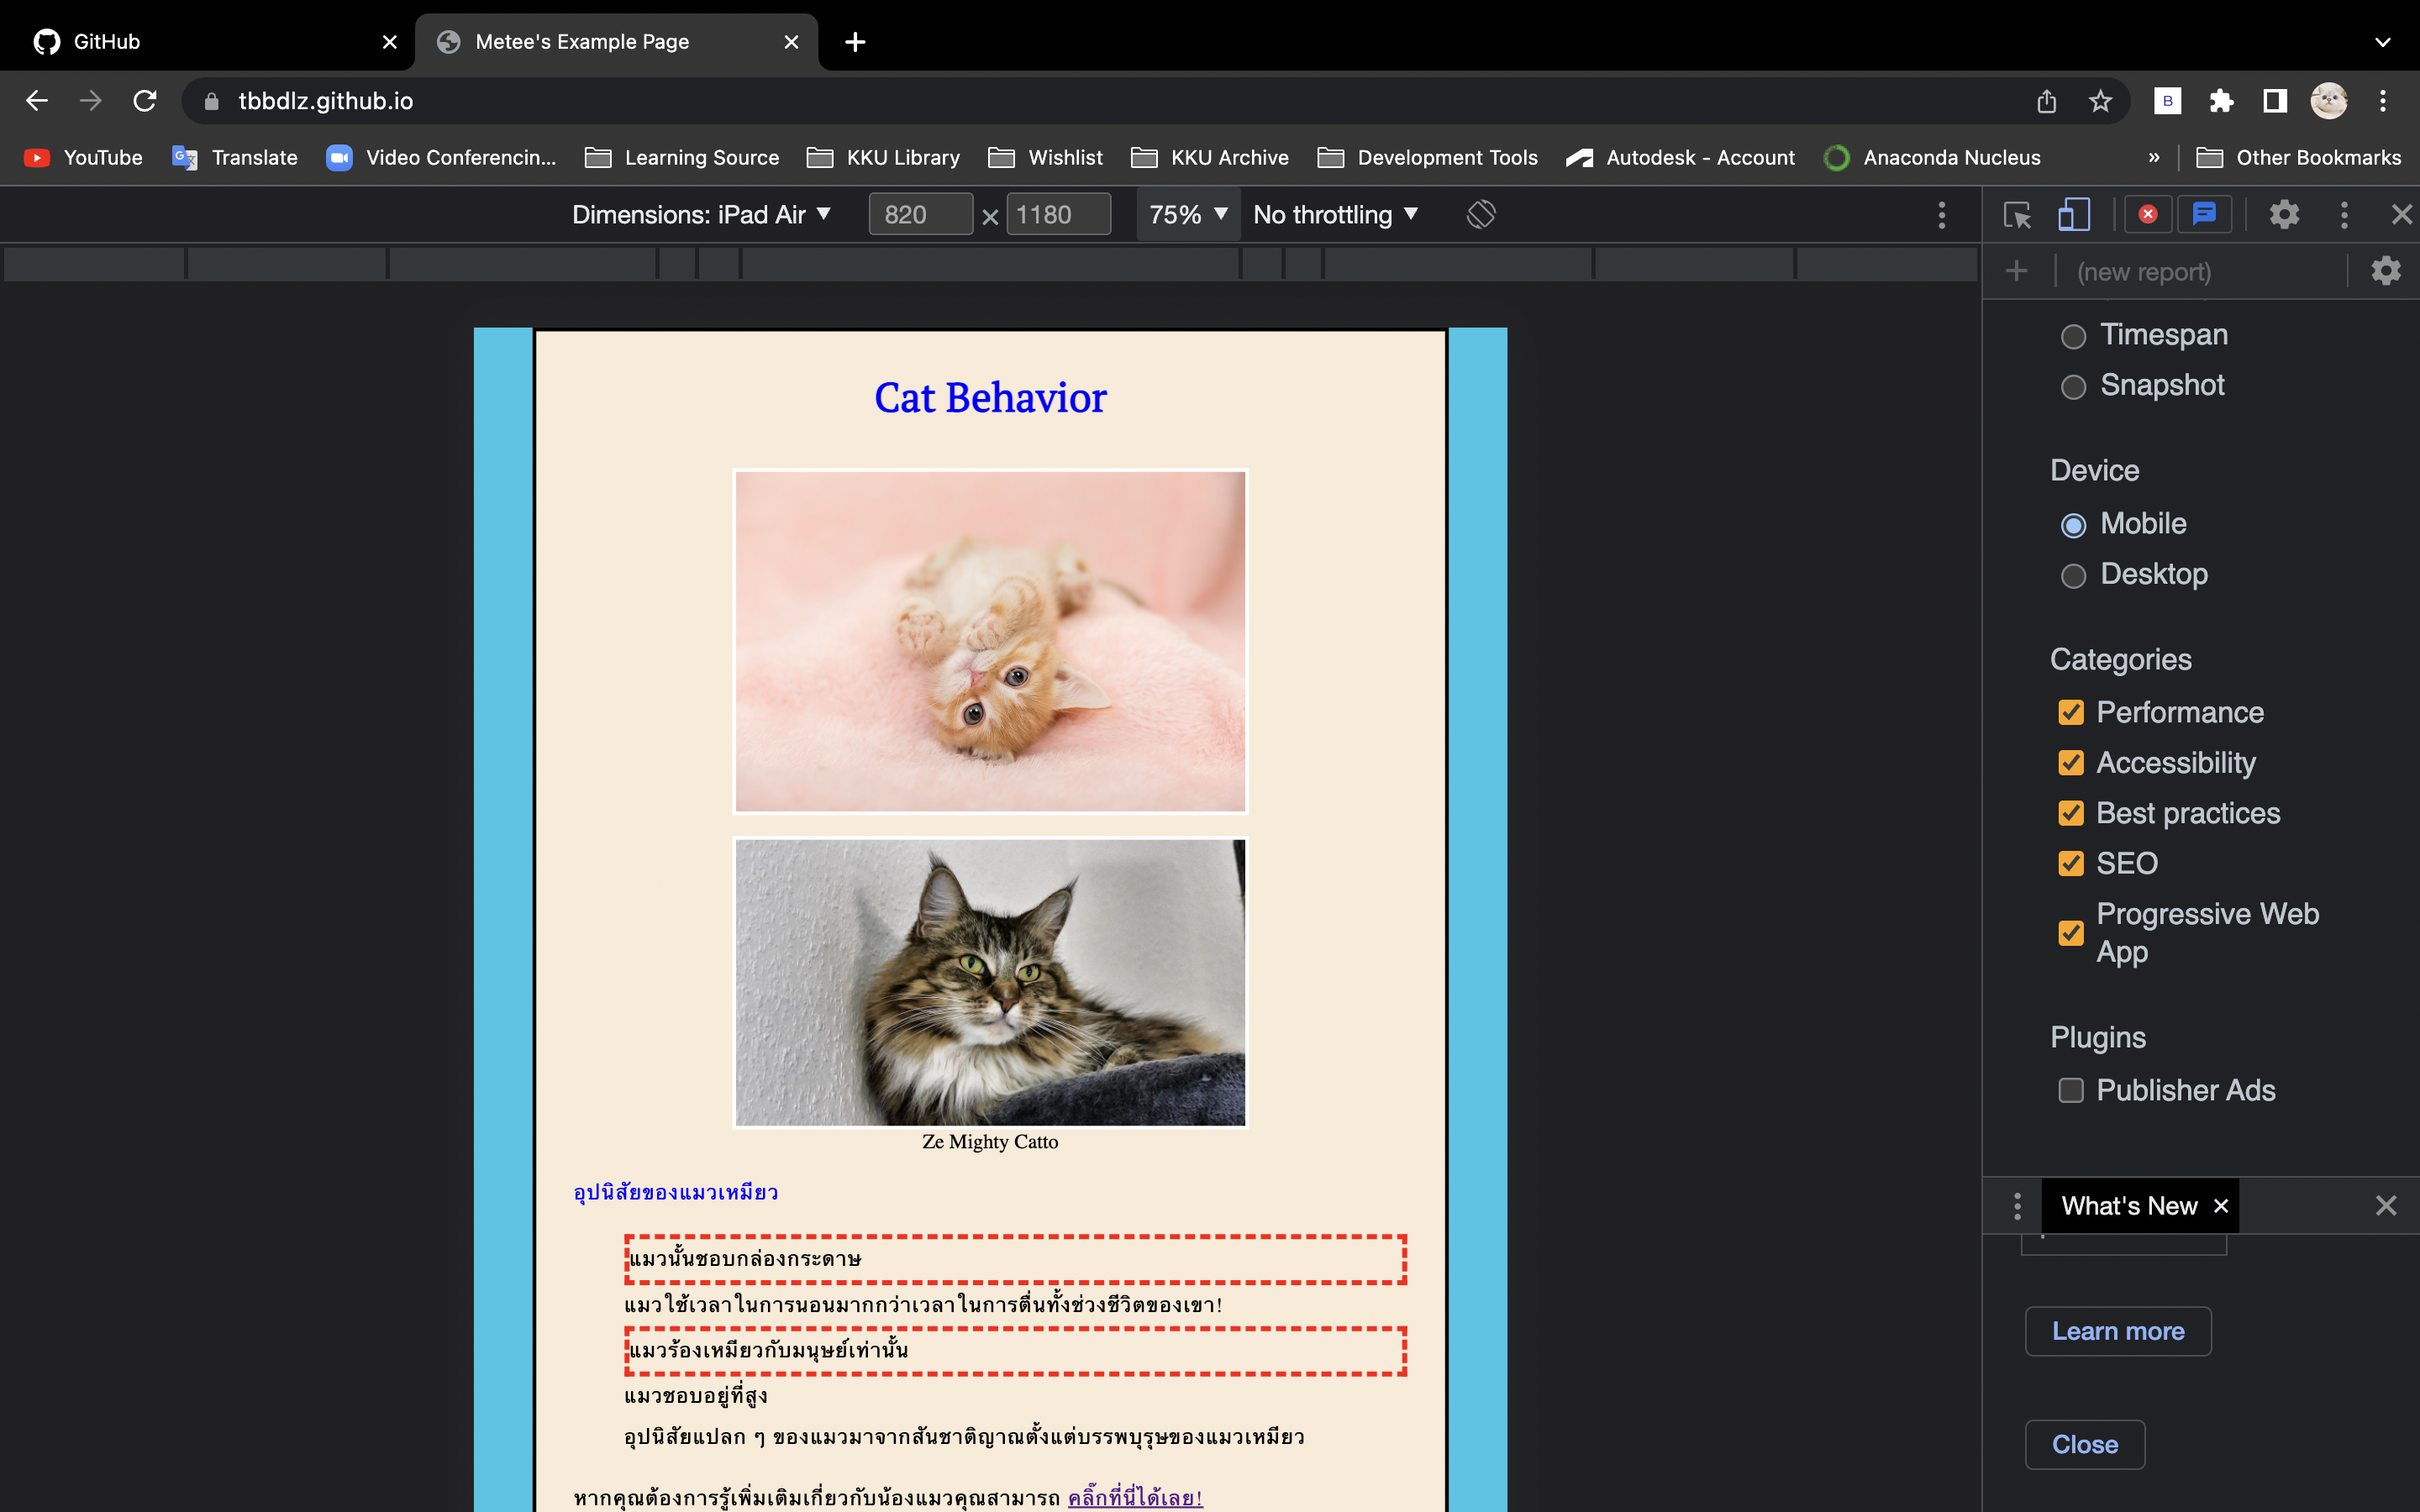 GitHub
Metee's Example Page
tbbdlz.github.io
B
YouTube
Translate
Video Conferencin...
Learning Source
KKU Library
Wishlist
KKU Archive
Development Tools
Autodesk - Account
Anaconda Nucleus
»
Other Bookmarks
Dimensions: iPad Air
820 × 1180
75%
No throttling
(new report)
Timespan
Snapshot
Device
Mobile
Desktop
Categories
Performance
Accessibility
Best practices
SEO
Progressive Web
App
Plugins
Publisher Ads
What's New
Learn more
Close
Cat Behavior
Ze Mighty Catto
อุปนิสัยของแมวเหมียว
แมวนั้นชอบกล่องกระดาษ
แมวใช้เวลาในการนอนมากกว่าเวลาในการตื่นทั้งช่วงชีวิตของเขา!
แมวร้องเหมียวกับมนุษย์เท่านั้น
แมวชอบอยู่ที่สูง
อุปนิสัยแปลก ๆ ของแมวมาจากสันชาติญาณตั้งแต่บรรพบุรุษของแมวเหมียว
หากคุณต้องการรู้เพิ่มเติมเกี่ยวกับน้องแมวคุณสามารถ คลิ๊กที่นี่ได้เลย!